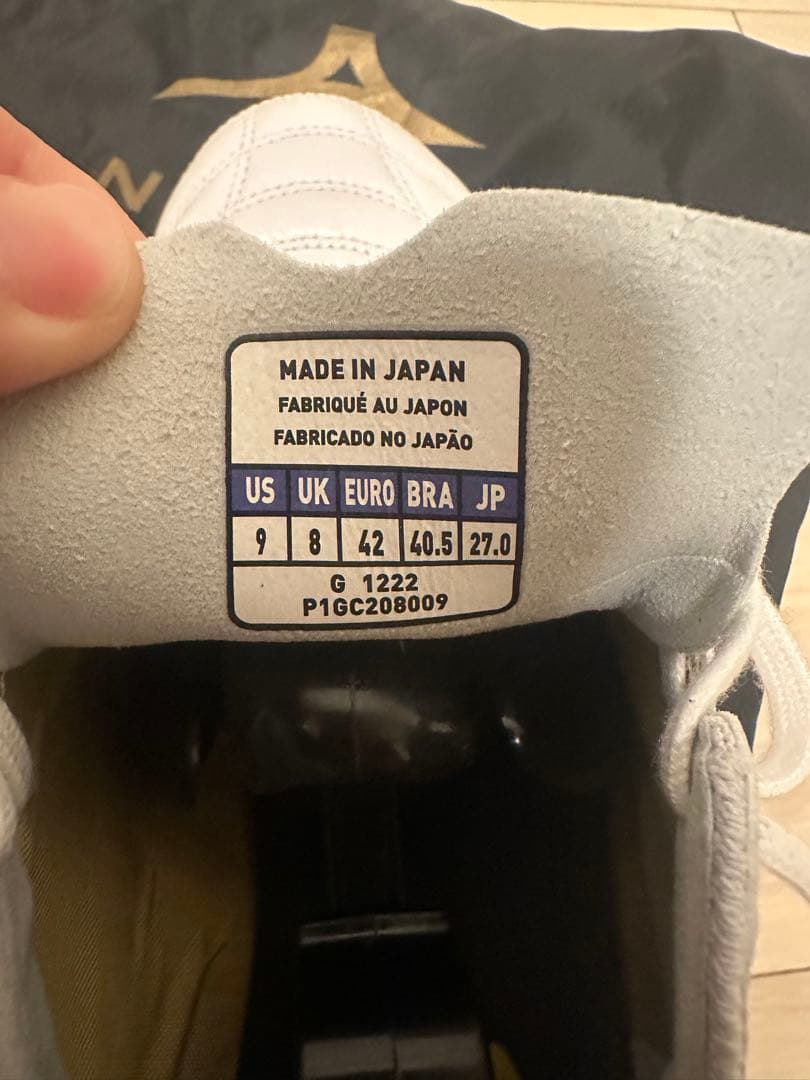 N
MADE IN JAPAN
FABRIQUÉ AU JAPON
FABRICADO NO JAPÃO
US UK EURO BRA JP
9 8 42 40.5 27.0
G 1222
P1GC208009